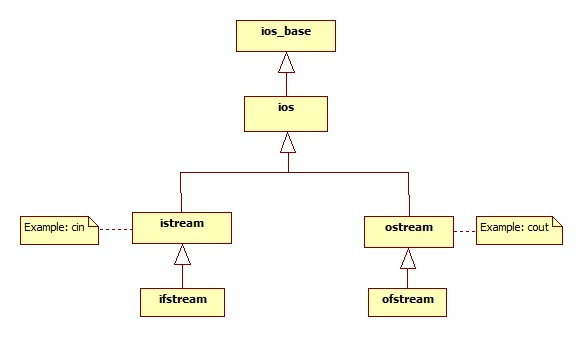 ios_base
ios
Example: cin
istream
ostream
Example: cout
ifstream
ofstream